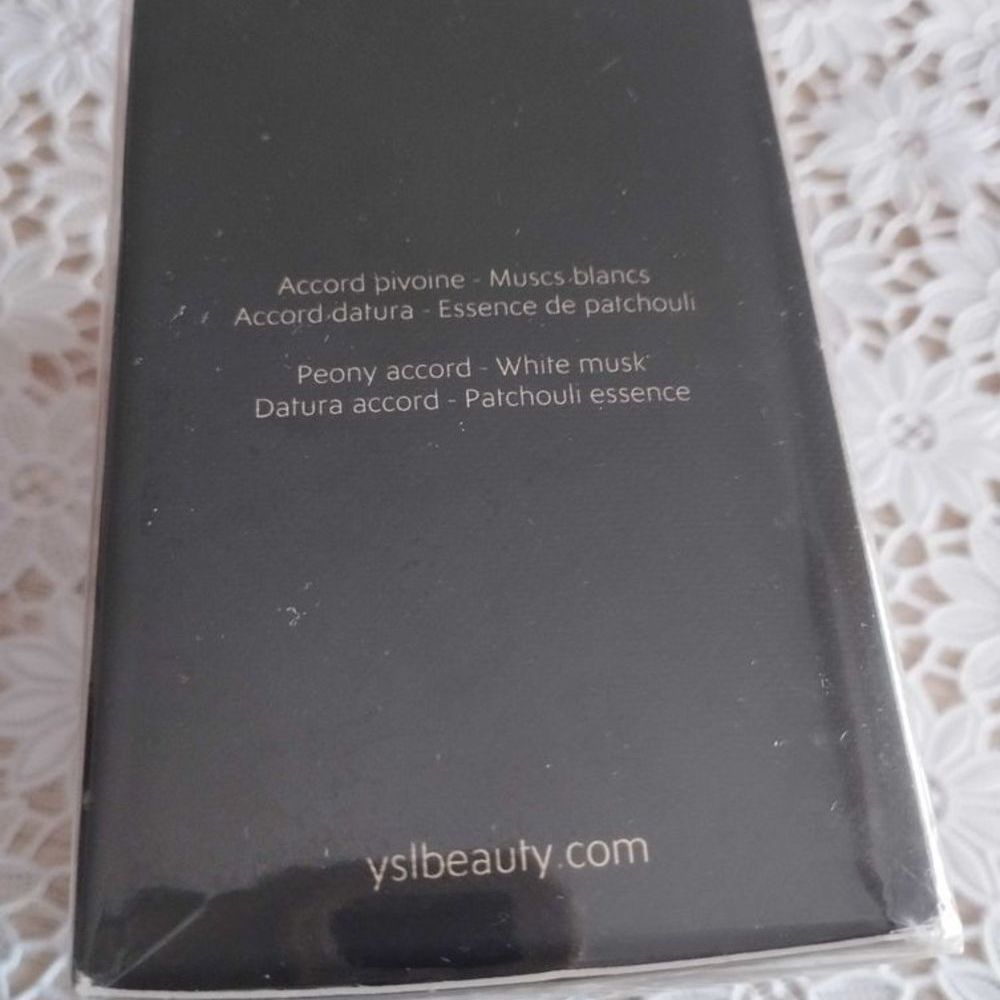 Accord pivoine - Muscs blancs
Accord datura - Essence de patchouli
Peony accord - White musk
Datura accord - Patchouli essence
yslbeauty.com